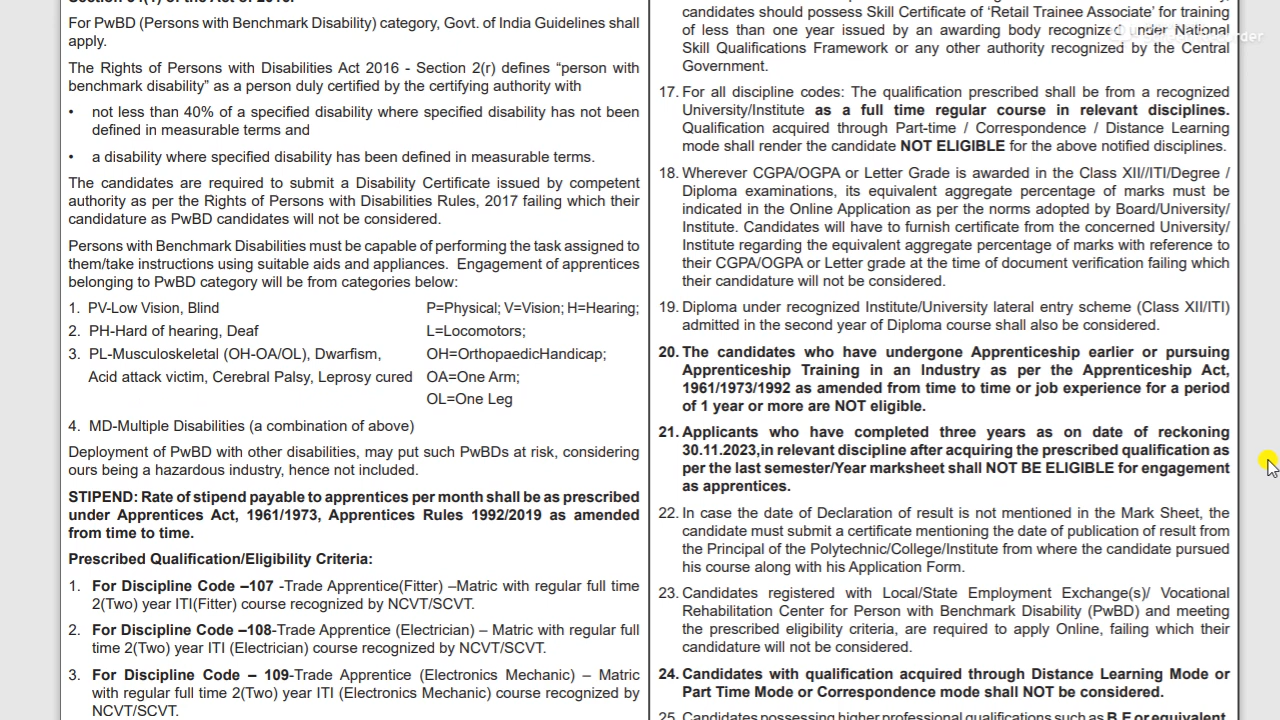 Section 34(1) of the Act of 2016.
For PwBD (Persons with Benchmark Disability) category, Govt. of India Guidelines shall
apply.
The Rights of Persons with Disabilities Act 2016 - Section 2(r) defines “person with
benchmark disability” as a person duly certified by the certifying authority with
• not less than 40% of a specified disability where specified disability has not been
defined in measurable terms and
• a disability where specified disability has been defined in measurable terms.
The candidates are required to submit a Disability Certificate issued by competent
authority as per the Rights of Persons with Disabilities Rules, 2017 failing which their
candidature as PwBD candidates will not be considered.
Persons with Benchmark Disabilities must be capable of performing the task assigned to
them/take instructions using suitable aids and appliances. Engagement of apprentices
belonging to PwBD category will be from categories below:
1. PV-Low Vision, Blind P=Physical; V=Vision; H=Hearing;
2. PH-Hard of hearing, Deaf L=Locomotors;
3. PL-Musculoskeletal (OH-OA/OL), Dwarfism, OH=OrthopaedicHandicap;
Acid attack victim, Cerebral Palsy, Leprosy cured OA=One Arm;
OL=One Leg
4. MD-Multiple Disabilities (a combination of above)
Deployment of PwBD with other disabilities, may put such PwBDs at risk, considering
ours being a hazardous industry, hence not included.
STIPEND: Rate of stipend payable to apprentices per month shall be as prescribed
under Apprentices Act, 1961/1973, Apprentices Rules 1992/2019 as amended
from time to time.
Prescribed Qualification/Eligibility Criteria:
1. For Discipline Code –107 -Trade Apprentice(Fitter) –Matric with regular full time
2(Two) year ITI(Fitter) course recognized by NCVT/SCVT.
2. For Discipline Code –108-Trade Apprentice (Electrician) – Matric with regular full
time 2(Two) year ITI (Electrician) course recognized by NCVT/SCVT.
3. For Discipline Code – 109-Trade Apprentice (Electronics Mechanic) – Matric
with regular full time 2(Two) year ITI (Electronics Mechanic) course recognized by
NCVT/SCVT.
candidates should possess Skill Certificate of ‘Retail Trainee Associate’ for training
of less than one year issued by an awarding body recognized under National
Skill Qualifications Framework or any other authority recognized by the Central
Government.
17. For all discipline codes: The qualification prescribed shall be from a recognized
University/Institute as a full time regular course in relevant disciplines.
Qualification acquired through Part-time / Correspondence / Distance Learning
mode shall render the candidate NOT ELIGIBLE for the above notified disciplines.
18. Wherever CGPA/OGPA or Letter Grade is awarded in the Class XII//ITI/Degree /
Diploma examinations, its equivalent aggregate percentage of marks must be
indicated in the Online Application as per the norms adopted by Board/University/
Institute. Candidates will have to furnish certificate from the concerned University/
Institute regarding the equivalent aggregate percentage of marks with reference to
their CGPA/OGPA or Letter grade at the time of document verification failing which
their candidature will not be considered.
19. Diploma under recognized Institute/University lateral entry scheme (Class XII/ITI)
admitted in the second year of Diploma course shall also be considered.
20. The candidates who have undergone Apprenticeship earlier or pursuing
Apprenticeship Training in an Industry as per the Apprenticeship Act,
1961/1973/1992 as amended from time to time or job experience for a period
of 1 year or more are NOT eligible.
21. Applicants who have completed three years as on date of reckoning
30.11.2023,in relevant discipline after acquiring the prescribed qualification as
per the last semester/Year marksheet shall NOT BE ELIGIBLE for engagement
as apprentices.
22. In case the date of Declaration of result is not mentioned in the Mark Sheet, the
candidate must submit a certificate mentioning the date of publication of result from
the Principal of the Polytechnic/College/Institute from where the candidate pursued
his course along with his Application Form.
23. Candidates registered with Local/State Employment Exchange(s)/ Vocational
Rehabilitation Center for Person with Benchmark Disability (PwBD) and meeting
the prescribed eligibility criteria, are required to apply Online, failing which their
candidature will not be considered.
24. Candidates with qualification acquired through Distance Learning Mode or
Part Time Mode or Correspondence mode shall NOT be considered.
25. Candidates possessing higher professional qualifications such as B.E or equivalent,